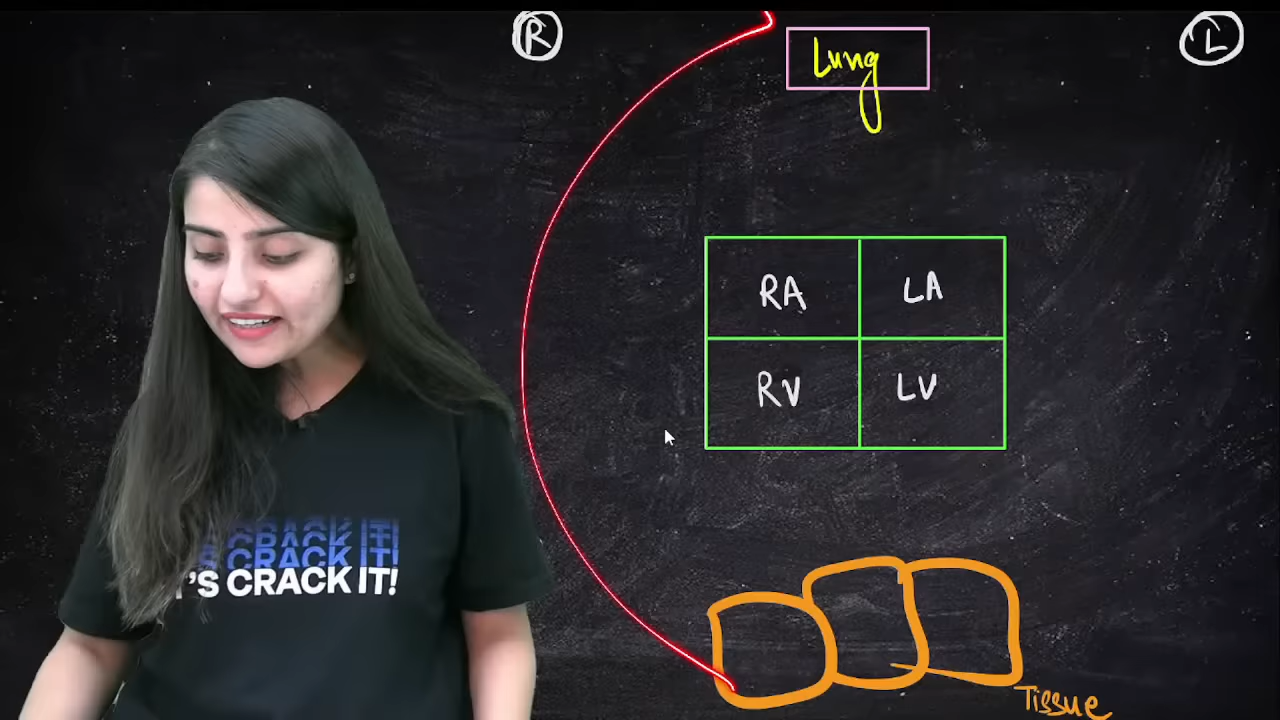 R
L
Lung
RA
LA
RV
LV
CRACK IT!
CRACK IT!
'S CRACK IT!
Tissue